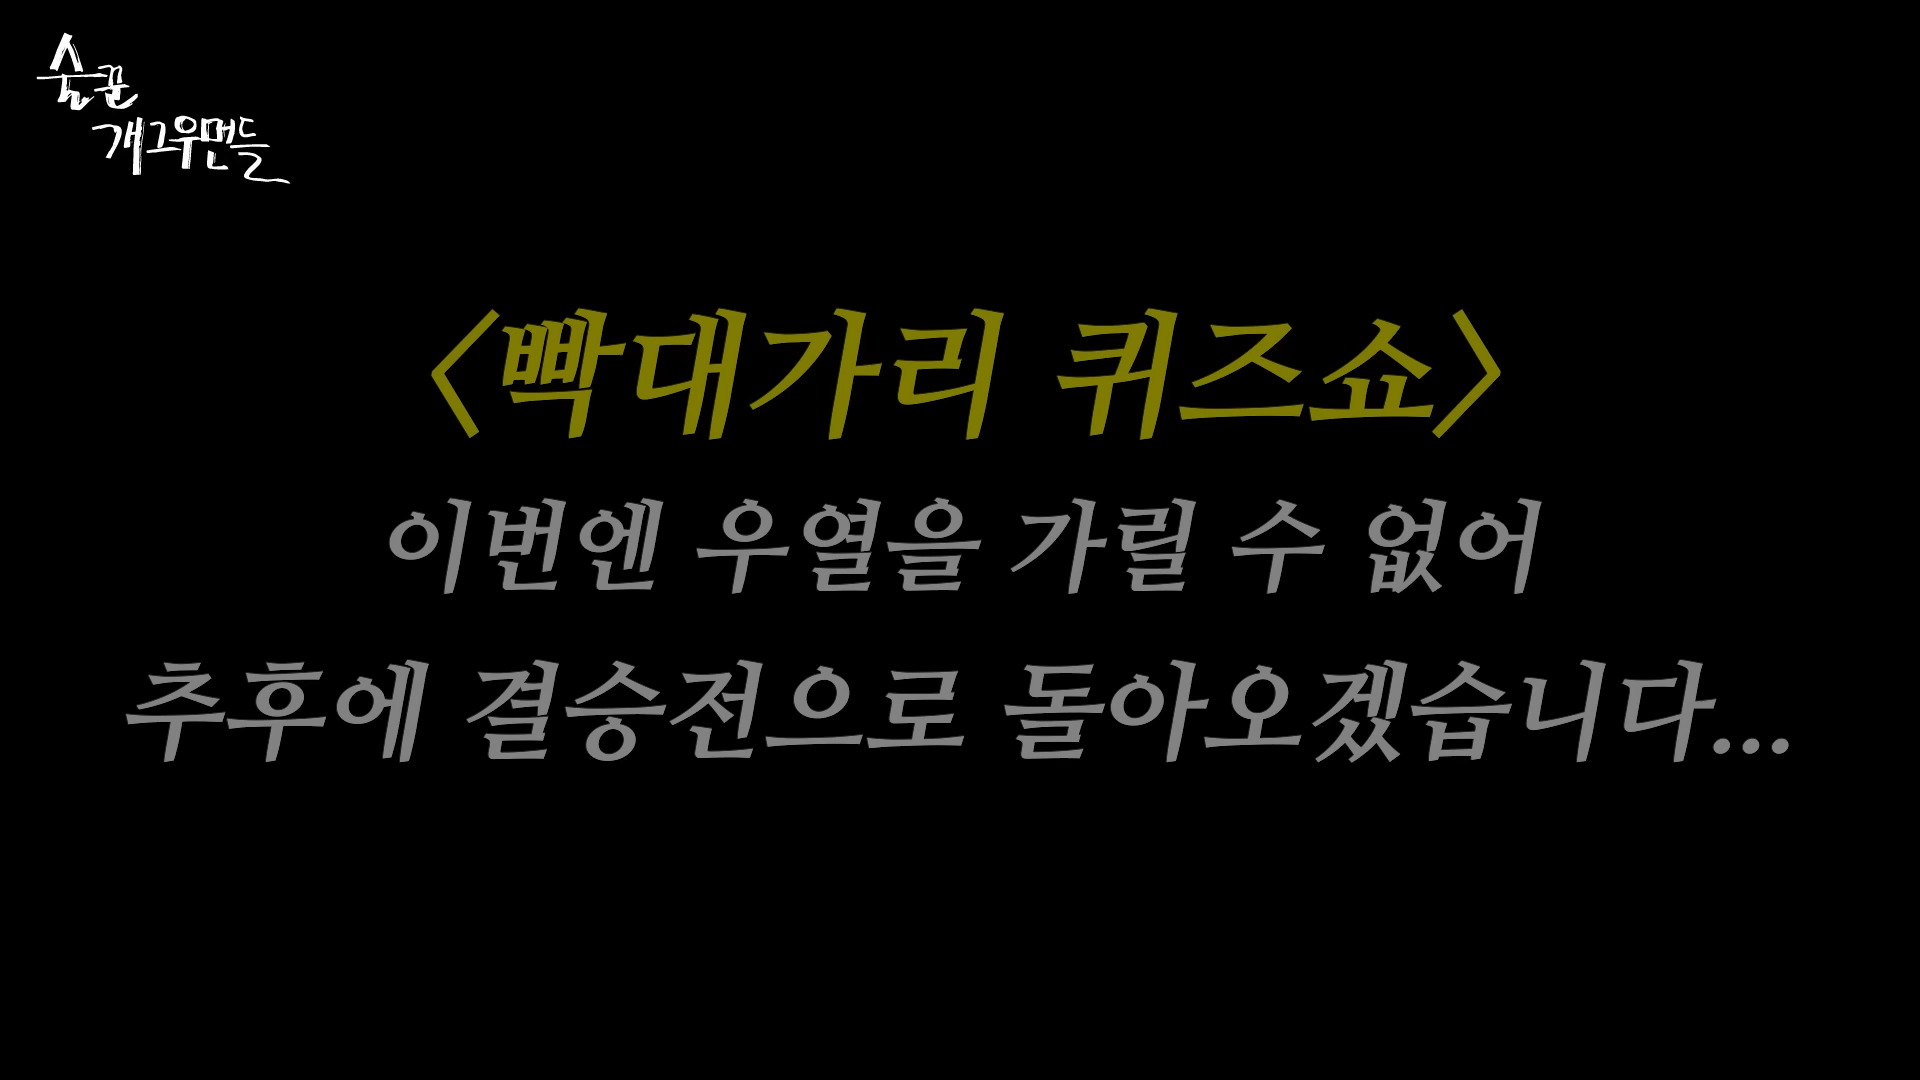 술꾼
개그우먼들
<빡대가리 퀴즈쇼>
이번엔 우열을 가릴 수 없어
추후에 결승전으로 돌아오겠습니다...